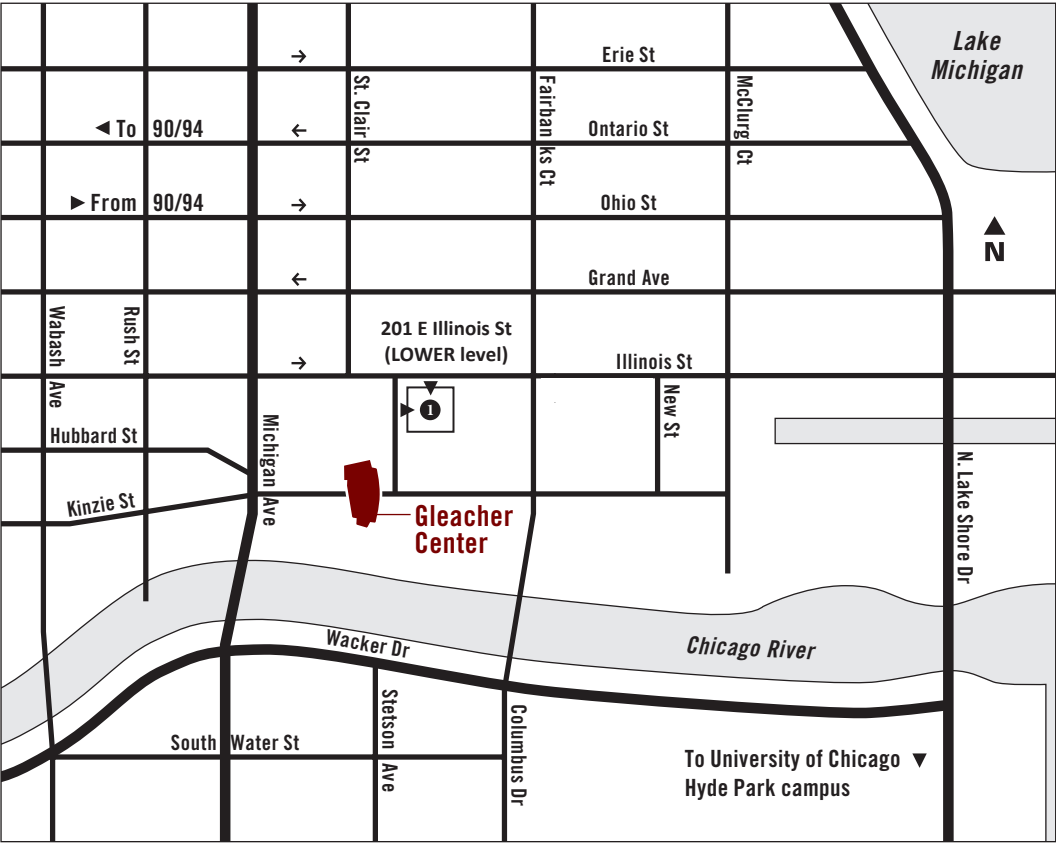 Erie St
Lake
Michigan
St. Clair St
Fairbanks Ct
McClurg Ct
◄ To 90/94
Ontario St
► From 90/94
Ohio St
N
Grand Ave
Wabash Ave
Rush St
201 E Illinois St
(LOWER level)
Illinois St
1
New St
Hubbard St
Michigan Ave
Kinzie St
N. Lake Shore Dr
Gleacher
Center
Wacker Dr
Chicago River
Stetson Ave
Columbus Dr
South Water St
To University of Chicago ▼
Hyde Park campus